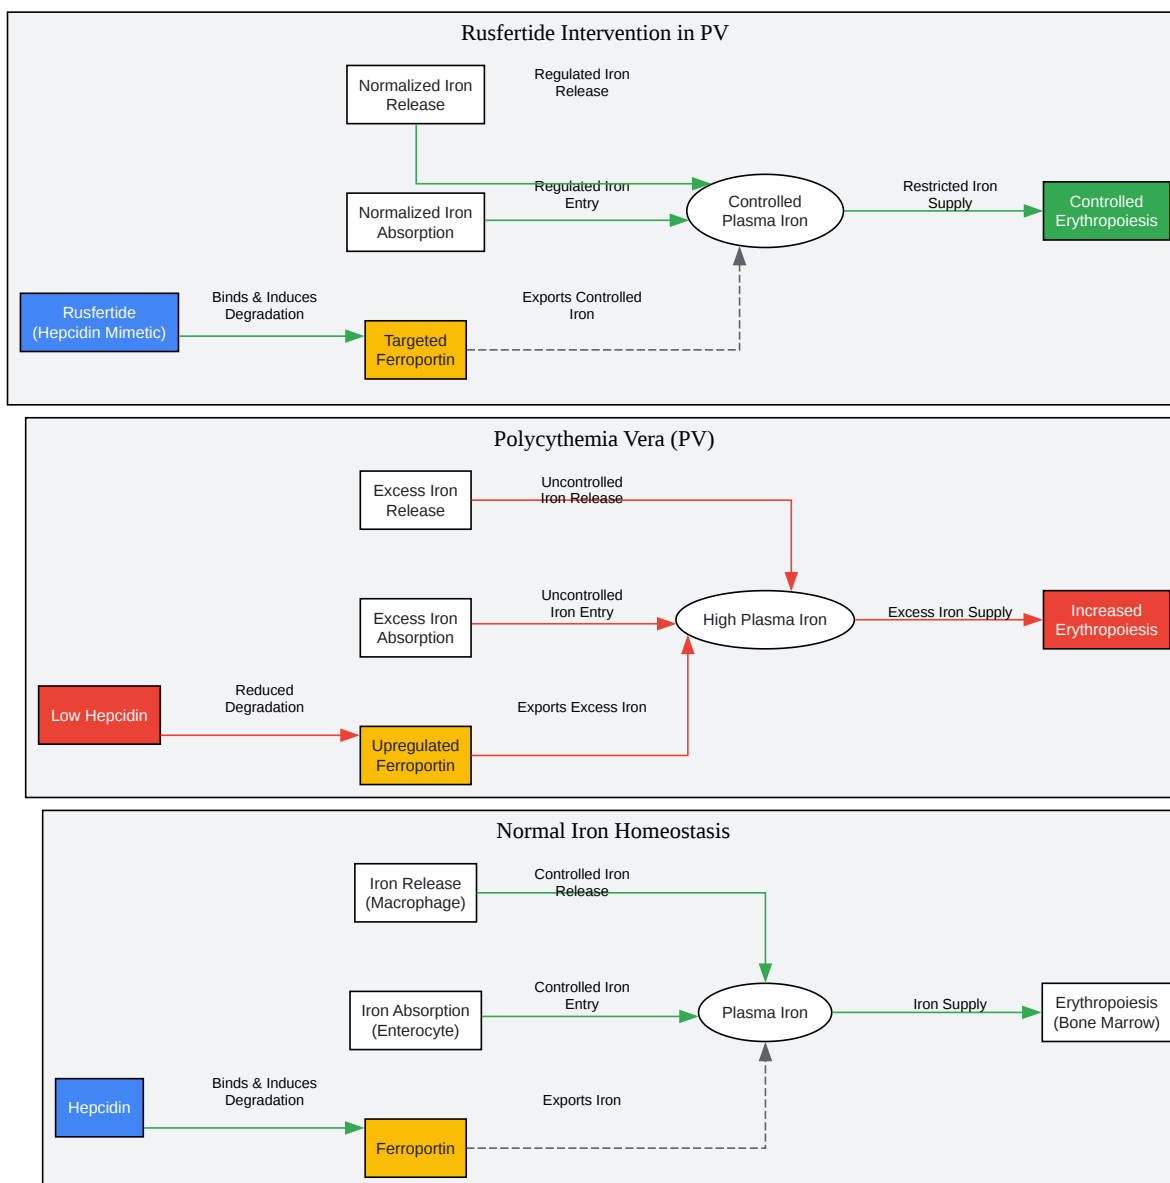 Rusfertide Intervention in PV
Normalized Iron
Release
Regulated Iron
Release
Normalized Iron
Absorption
Regulated Iron
Entry
Controlled
Plasma Iron
Restricted Iron
Supply
Controlled
Erythropoiesis
Rusfertide
(Hepcidin Mimetic)
Binds & Induces
Degradation
Targeted
Ferroportin
Exports Controlled
Iron
Polycythemia Vera (PV)
Excess Iron
Release
Uncontrolled
Iron Release
Excess Iron
Absorption
Uncontrolled
Iron Entry
High Plasma Iron
Excess Iron Supply
Increased
Erythropoiesis
Low Hepcidin
Reduced
Degradation
Upregulated
Ferroportin
Exports Excess Iron
Normal Iron Homeostasis
Iron Release
(Macrophage)
Controlled Iron
Release
Iron Absorption
(Enterocyte)
Controlled Iron
Entry
Plasma Iron
Iron Supply
Erythropoiesis
(Bone Marrow)
Hepcidin
Binds & Induces
Degradation
Ferroportin
Exports Iron